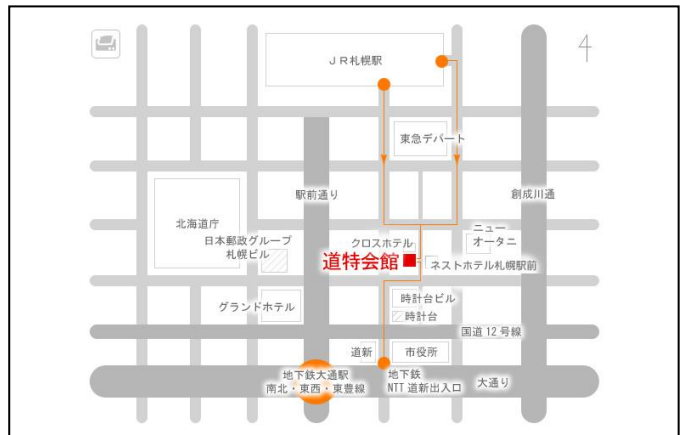 4
JR札幌駅
東急デパート
駅前通り
創成川通
北海道庁
日本郵政グループ
札幌ビル
クロスホテル
ニュー
オータニ
道特会館
ネストホテル札幌駅前
グランドホテル
時計台ビル
時計台
国道12号線
道新
市役所
地下鉄大通駅
南北・東西・東豊線
地下鉄
NTT道新出入口
大通り